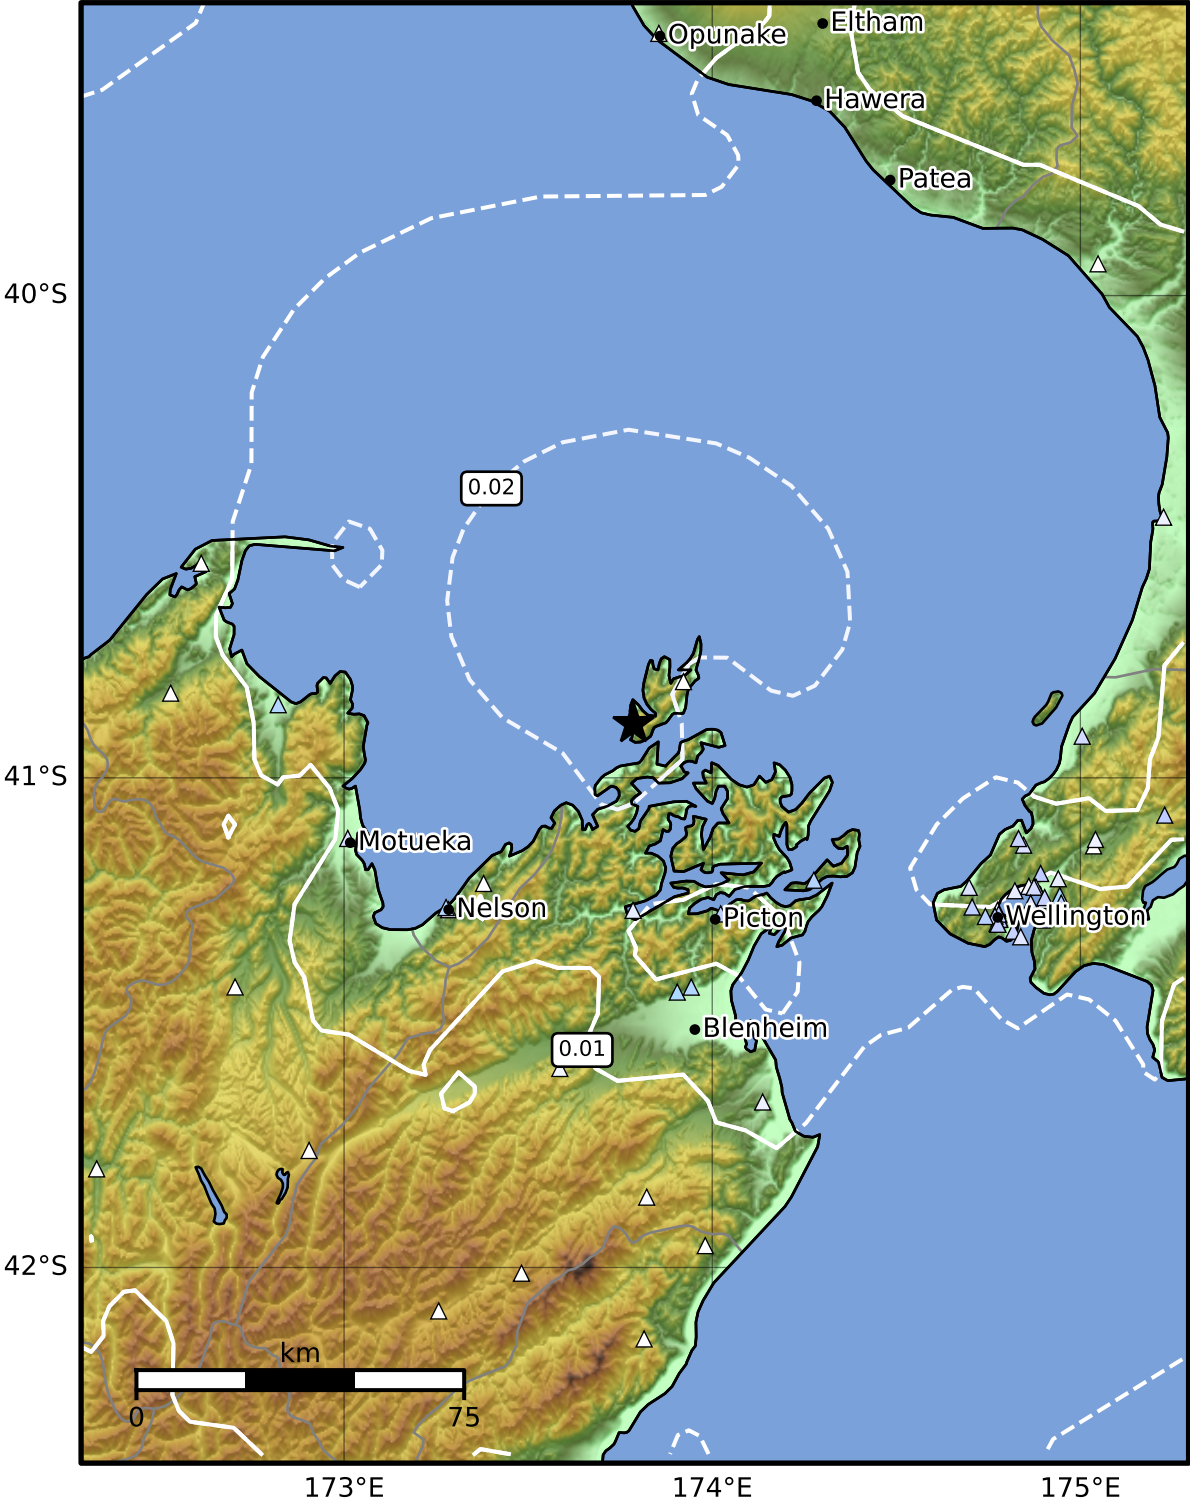 Eltham
Opunake
Hawera
Patea
40°S
0.02
41°S
Motueka
Nelson
Picton
Wellington
Blenheim
0.01
42°S
km
0 75
173°E 174°E 175°E